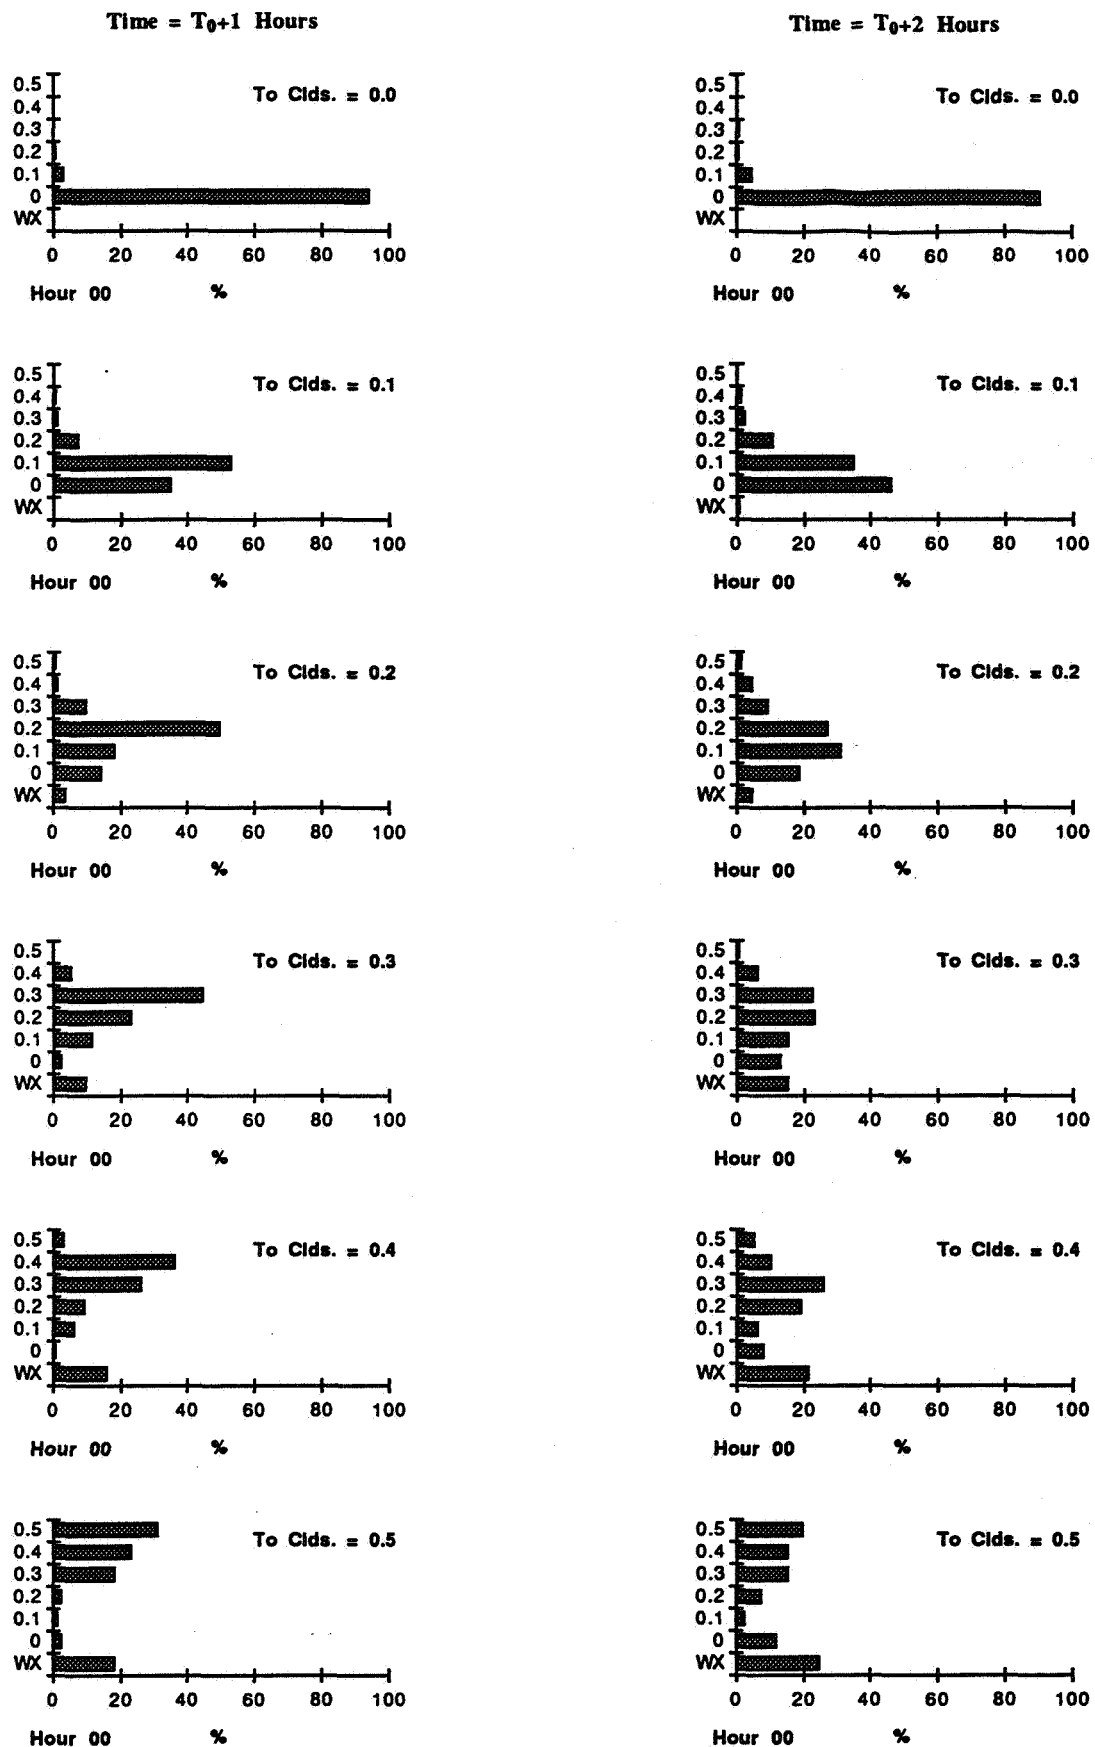 Time = T0+1 Hours
Time = T0+2 Hours
To Clds. = 0.0
0.5
0.4
0.3
0.2
0.1
0
WX
0 20 40 60 80 100
Hour 00 %
To Clds. = 0.0
0.5
0.4
0.3
0.2
0.1
0
WX
0 20 40 60 80 100
Hour 00 %
To Clds. = 0.1
0.5
0.4
0.3
0.2
0.1
0
WX
0 20 40 60 80 100
Hour 00 %
To Clds. = 0.1
0.5
0.4
0.3
0.2
0.1
0
WX
0 20 40 60 80 100
Hour 00 %
To Clds. = 0.2
0.5
0.4
0.3
0.2
0.1
0
WX
0 20 40 60 80 100
Hour 00 %
To Clds. = 0.2
0.5
0.4
0.3
0.2
0.1
0
WX
0 20 40 60 80 100
Hour 00 %
To Clds. = 0.3
0.5
0.4
0.3
0.2
0.1
0
WX
0 20 40 60 80 100
Hour 00 %
To Clds. = 0.3
0.5
0.4
0.3
0.2
0.1
0
WX
0 20 40 60 80 100
Hour 00 %
To Clds. = 0.4
0.5
0.4
0.3
0.2
0.1
0
WX
0 20 40 60 80 100
Hour 00 %
To Clds. = 0.4
0.5
0.4
0.3
0.2
0.1
0
WX
0 20 40 60 80 100
Hour 00 %
To Clds. = 0.5
0.5
0.4
0.3
0.2
0.1
0
WX
0 20 40 60 80 100
Hour 00 %
To Clds. = 0.5
0.5
0.4
0.3
0.2
0.1
0
WX
0 20 40 60 80 100
Hour 00 %